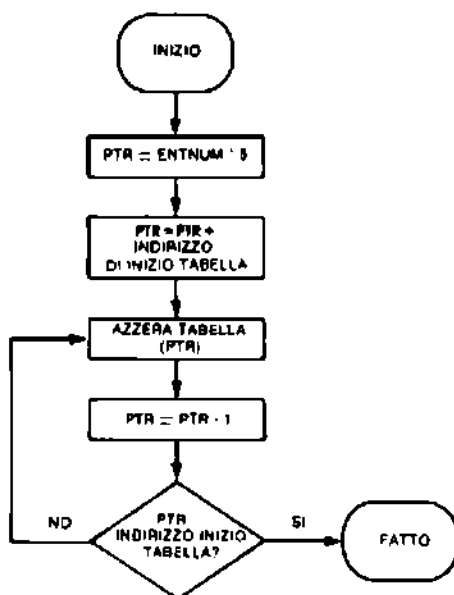 INIZIO
PTR = ENTNUM * 5
PTR = PTR +
INDIRIZZO
DI INIZIO TABELLA
AZZERA TABELLA
(PTR)
PTR = PTR - 1
NO
PTR
INDIRIZZO INIZIO
TABELLA?
SI
FATTO